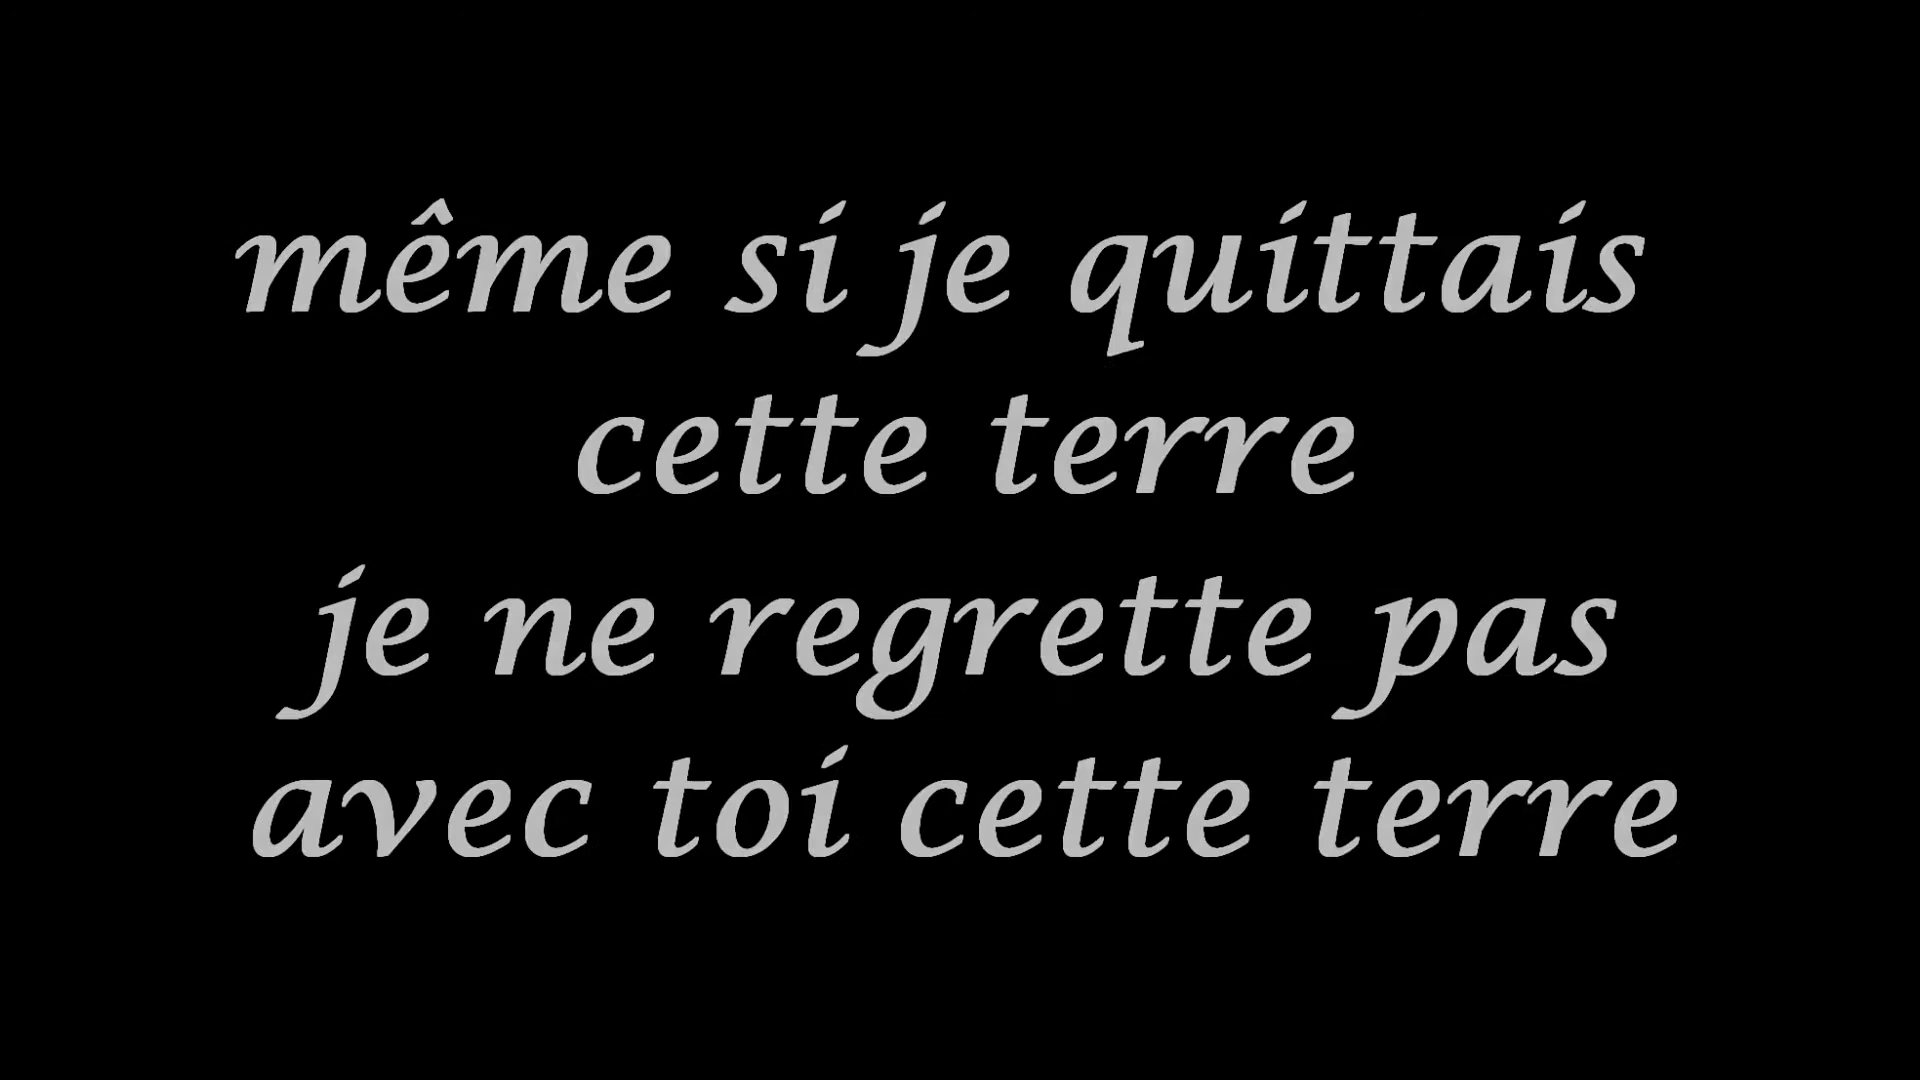 même si je quittais
cette terre
je ne regrette pas
avec toi cette terre